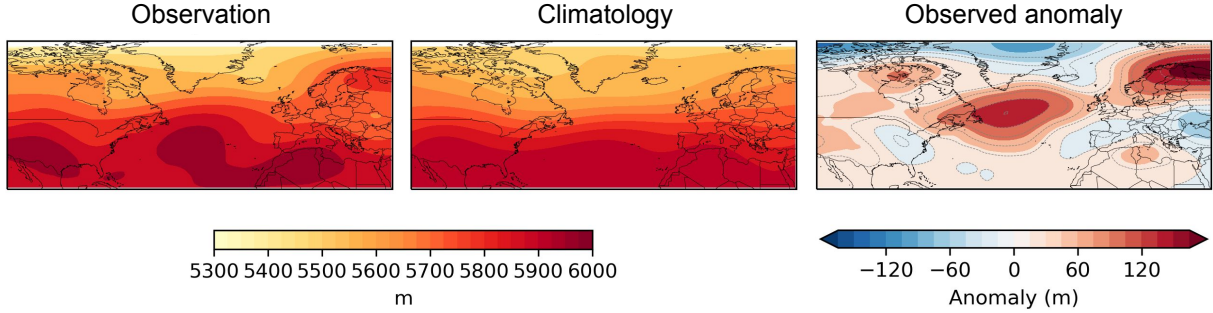 Observation
Climatology
Observed anomaly
5300 5400 5500 5600 5700 5800 5900 6000
m
−120 −60 0 60 120
Anomaly (m)